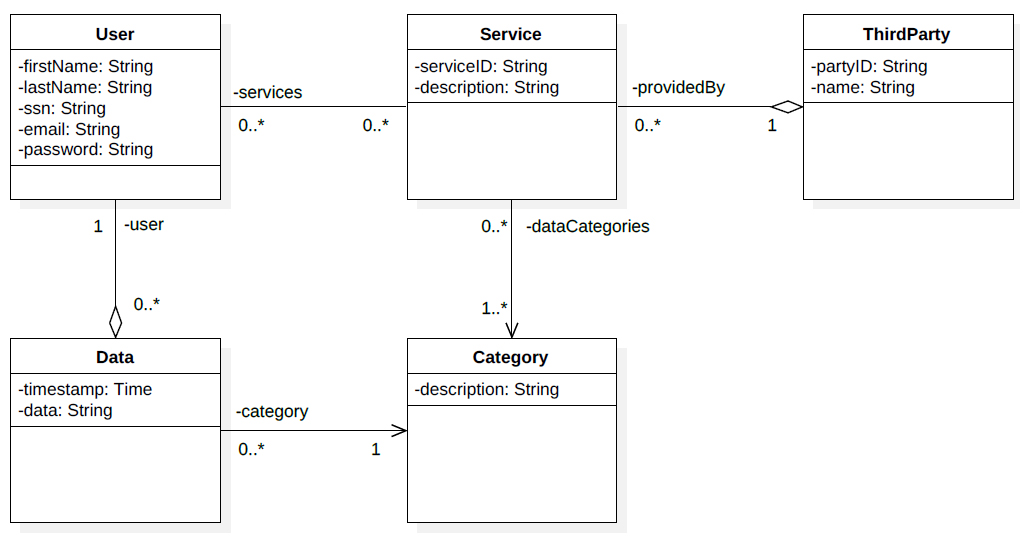 User
-firstName: String
-lastName: String
-ssn: String
-email: String
-password: String
-services
0..*
0..*
Service
-serviceID: String
-description: String
-providedBy
0..*
1
ThirdParty
-partyID: String
-name: String
1
-user
0..*
0..*
-dataCategories
1..*
Data
-timestamp: Time
-data: String
-category
0..*
1
Category
-description: String